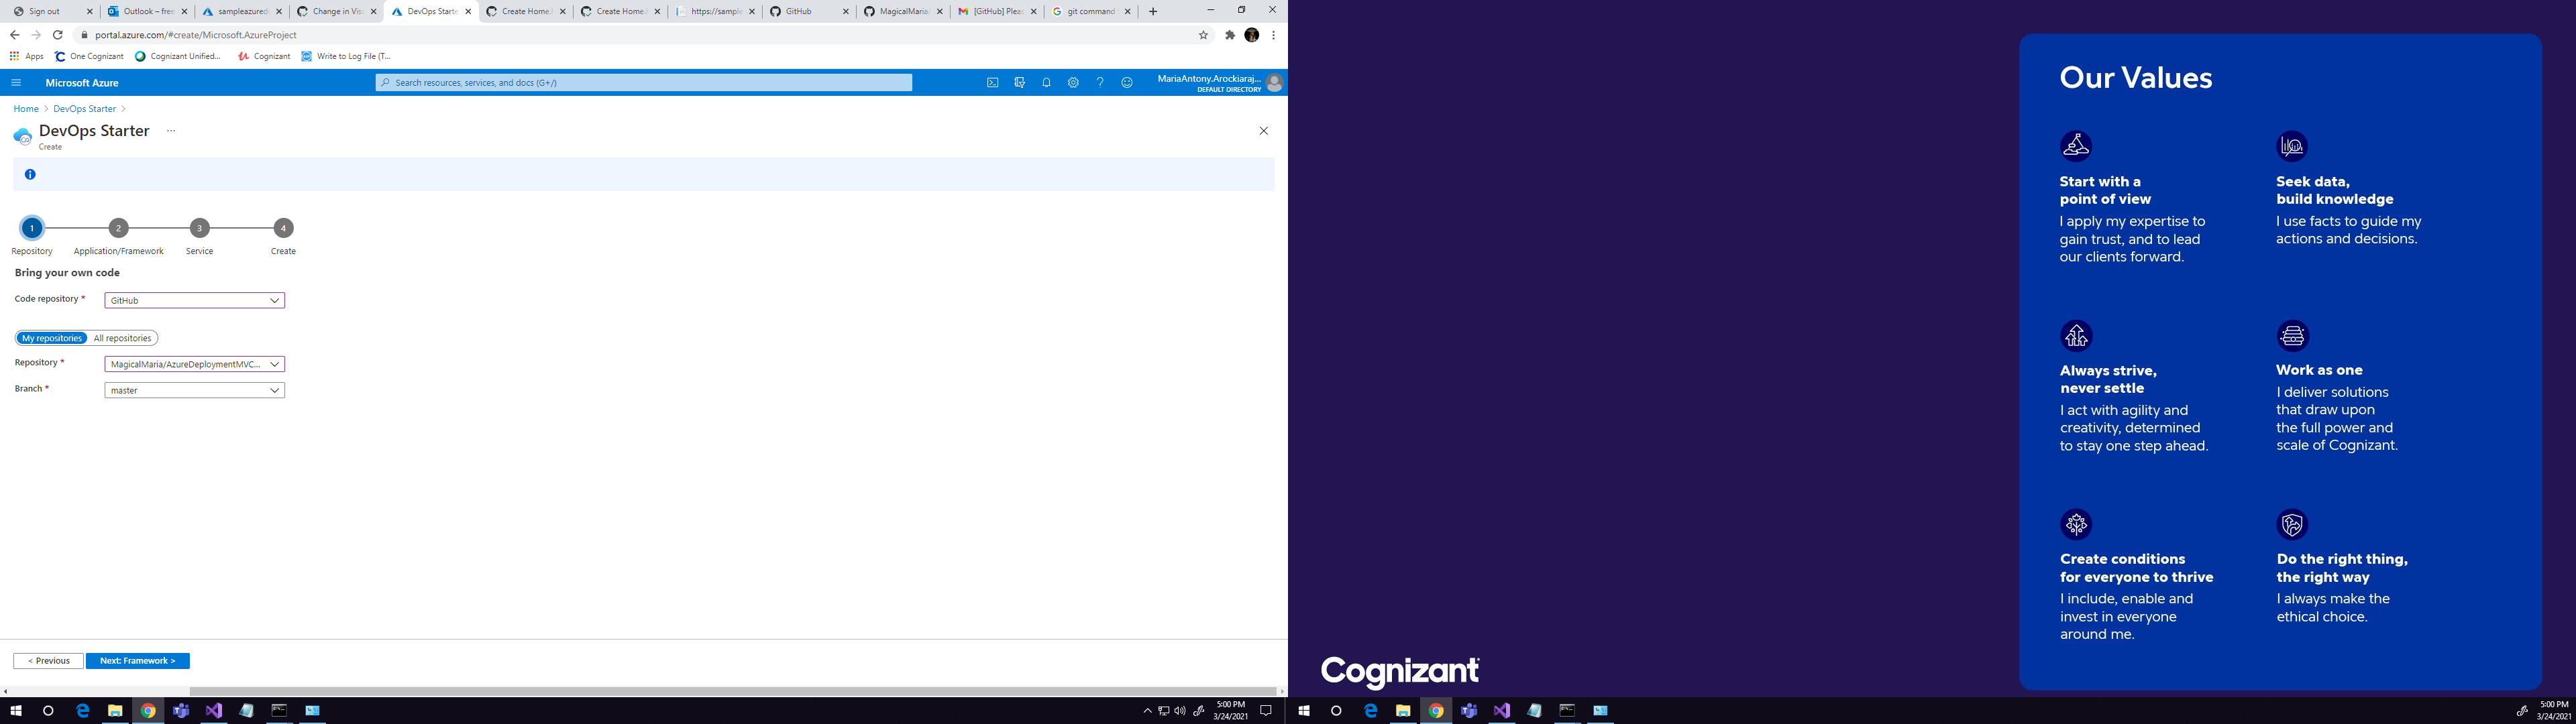 Sign out
Outlook – free
sampleazurede
Change in Visu
DevOps Starte
Create Home.
Create Home.
https://sample
GitHub
MagicalMaria/
[GitHub] Pleas
git command
portal.azure.com/#create/Microsoft.AzureProject
Apps
One Cognizant
Cognizant Unified...
Cognizant
Write to Log File (T...
Microsoft Azure
Search resources, services, and docs (G+/)
MariaAntony.Arockiaraj...
DEFAULT DIRECTORY
Home > DevOps Starter >
DevOps Starter ...
Create
1
2
3
4
Repository
Application/Framework
Service
Create
Bring your own code
Code repository *
GitHub
My repositories
All repositories
Repository *
MagicalMaria/AzureDeploymentMVC...
Branch *
master
< Previous
Next: Framework >
5:00 PM
3/24/2021
Our Values
Start with a
point of view
I apply my expertise to
gain trust, and to lead
our clients forward.
Seek data,
build knowledge
I use facts to guide my
actions and decisions.
Always strive,
never settle
I act with agility and
creativity, determined
to stay one step ahead.
Work as one
I deliver solutions
that draw upon
the full power and
scale of Cognizant.
Create conditions
for everyone to thrive
I include, enable and
invest in everyone
around me.
Do the right thing,
the right way
I always make the
ethical choice.
Cognizant
5:00 PM
3/24/2021